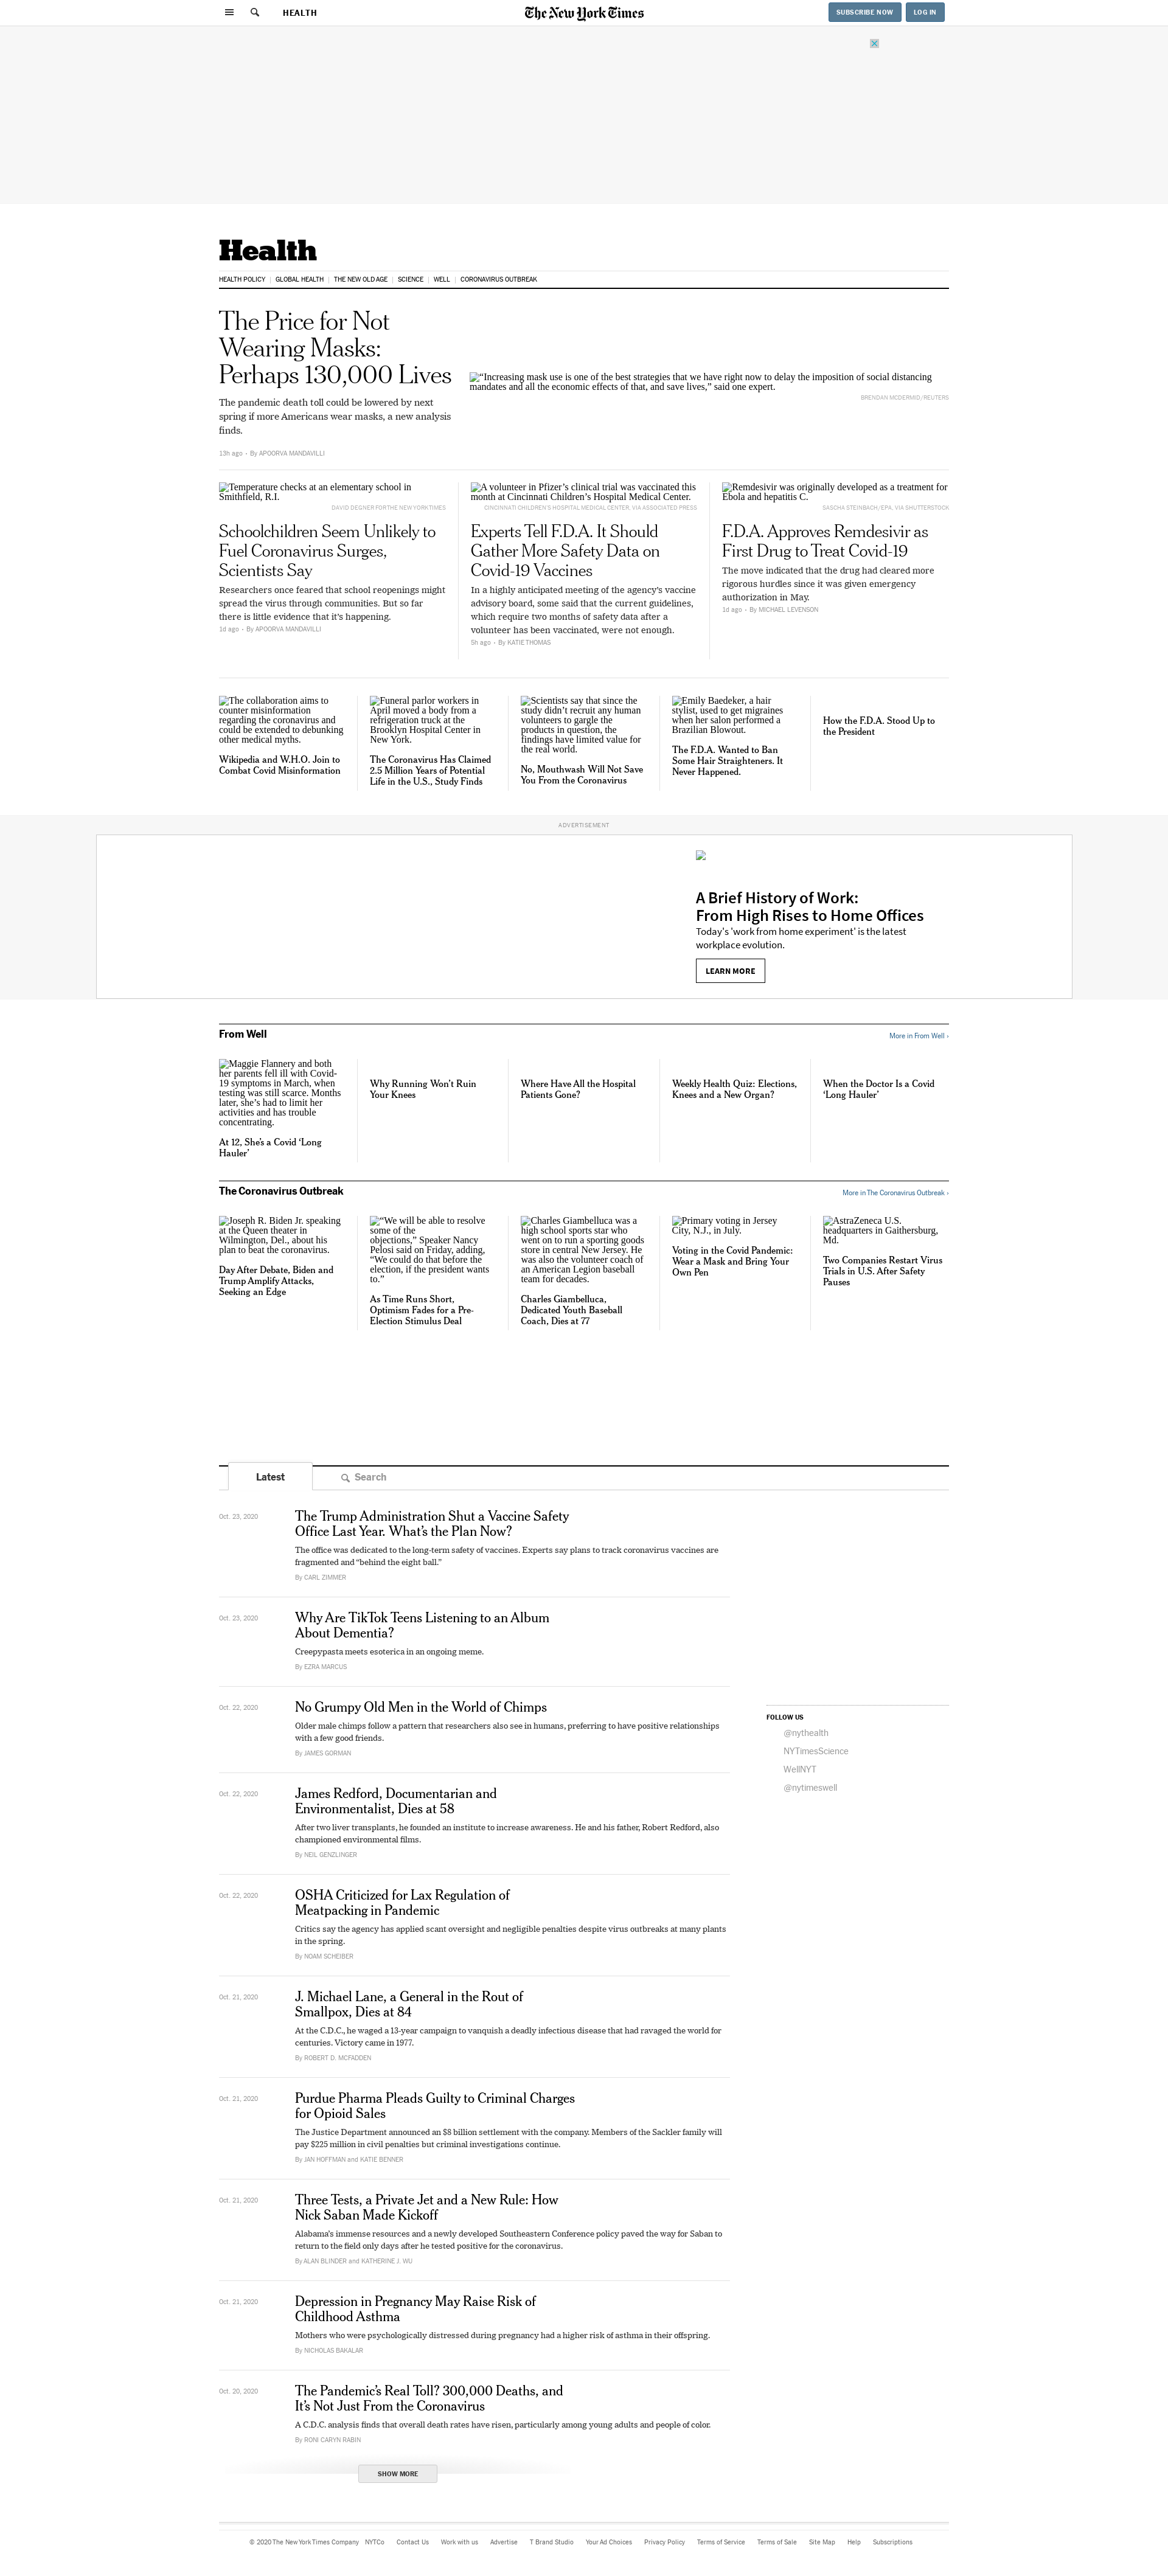 HEALTH
The New York Times
SUBSCRIBE NOW
LOG IN
Health
HEALTH POLICY
GLOBAL HEALTH
THE NEW OLD AGE
SCIENCE
WELL
CORONAVIRUS OUTBREAK
The Price for Not
Wearing Masks:
Perhaps 130,000 Lives
The pandemic death toll could be lowered by next
spring if more Americans wear masks, a new analysis
finds.
13h ago - By APOORVA MANDAVILLI
“Increasing mask use is one of the best strategies that we have right now to delay the imposition of social distancing
mandates and all the economic effects of that, and save lives,” said one expert.
BRENDAN MCDERMID/REUTERS
Temperature checks at an elementary school in
Smithfield, R.I.
DAVID DEGNER FOR THE NEW YORK TIMES
Schoolchildren Seem Unlikely to
Fuel Coronavirus Surges,
Scientists Say
Researchers once feared that school reopenings might
spread the virus through communities. But so far
there is little evidence that it’s happening.
1d ago - By APOORVA MANDAVILLI
A volunteer in Pfizer’s clinical trial was vaccinated this
month at Cincinnati Children’s Hospital Medical Center.
CINCINNATI CHILDREN'S HOSPITAL MEDICAL CENTER, VIA ASSOCIATED PRESS
Experts Tell F.D.A. It Should
Gather More Safety Data on
Covid-19 Vaccines
In a highly anticipated meeting of the agency’s vaccine
advisory board, some said that the current guidelines,
which require two months of safety data after a
volunteer has been vaccinated, were not enough.
5h ago - By KATIE THOMAS
Remdesivir was originally developed as a treatment for
Ebola and hepatitis C.
SASCHA STEINBACH/EPA, VIA SHUTTERSTOCK
F.D.A. Approves Remdesivir as
First Drug to Treat Covid-19
The move indicated that the drug had cleared more
rigorous hurdles since it was given emergency
authorization in May.
1d ago - By MICHAEL LEVENSON
The collaboration aims to
counter misinformation
regarding the coronavirus and
could be extended to debunking
other medical myths.
Wikipedia and W.H.O. Join to
Combat Covid Misinformation
Funeral parlor workers in
April moved a body from a
refrigeration truck at the
Brooklyn Hospital Center in
New York.
The Coronavirus Has Claimed
2.5 Million Years of Potential
Life in the U.S., Study Finds
Scientists say that since the
study didn’t recruit any human
volunteers to gargle the
products in question, the
findings have limited value for
the real world.
No, Mouthwash Will Not Save
You From the Coronavirus
Emily Baedeker, a hair
stylist, used to get migraines
when her salon performed a
Brazilian Blowout.
The F.D.A. Wanted to Ban
Some Hair Straighteners. It
Never Happened.
How the F.D.A. Stood Up to
the President
ADVERTISEMENT
A Brief History of Work:
From High Rises to Home Offices
Today's 'work from home experiment' is the latest
workplace evolution.
LEARN MORE
From Well
More in From Well ›
Maggie Flannery and both
her parents fell ill with Covid-
19 symptoms in March, when
testing was still scarce. Months
later, she’s had to limit her
activities and has trouble
concentrating.
At 12, She’s a Covid ‘Long
Hauler’
Why Running Won’t Ruin
Your Knees
Where Have All the Hospital
Patients Gone?
Weekly Health Quiz: Elections,
Knees and a New Organ?
When the Doctor Is a Covid
‘Long Hauler’
The Coronavirus Outbreak
More in The Coronavirus Outbreak ›
Joseph R. Biden Jr. speaking
at the Queen theater in
Wilmington, Del., about his
plan to beat the coronavirus.
Day After Debate, Biden and
Trump Amplify Attacks,
Seeking an Edge
“We will be able to resolve
some of the
objections,” Speaker Nancy
Pelosi said on Friday, adding,
“We could do that before the
election, if the president wants
to.”
As Time Runs Short,
Optimism Fades for a Pre-
Election Stimulus Deal
Charles Giambelluca was a
high school sports star who
went on to run a sporting goods
store in central New Jersey. He
was also the volunteer coach of
an American Legion baseball
team for decades.
Charles Giambelluca,
Dedicated Youth Baseball
Coach, Dies at 77
Primary voting in Jersey
City, N.J., in July.
Voting in the Covid Pandemic:
Wear a Mask and Bring Your
Own Pen
AstraZeneca U.S.
headquarters in Gaithersburg,
Md.
Two Companies Restart Virus
Trials in U.S. After Safety
Pauses
Latest
Search
Oct. 23, 2020
The Trump Administration Shut a Vaccine Safety
Office Last Year. What’s the Plan Now?
The office was dedicated to the long-term safety of vaccines. Experts say plans to track coronavirus vaccines are
fragmented and “behind the eight ball.”
By CARL ZIMMER
Oct. 23, 2020
Why Are TikTok Teens Listening to an Album
About Dementia?
Creepypasta meets esoterica in an ongoing meme.
By EZRA MARCUS
Oct. 22, 2020
No Grumpy Old Men in the World of Chimps
Older male chimps follow a pattern that researchers also see in humans, preferring to have positive relationships
with a few good friends.
By JAMES GORMAN
FOLLOW US
@nythealth
NYTimesScience
WellNYT
@nytimeswell
Oct. 22, 2020
James Redford, Documentarian and
Environmentalist, Dies at 58
After two liver transplants, he founded an institute to increase awareness. He and his father, Robert Redford, also
championed environmental films.
By NEIL GENZLINGER
Oct. 22, 2020
OSHA Criticized for Lax Regulation of
Meatpacking in Pandemic
Critics say the agency has applied scant oversight and negligible penalties despite virus outbreaks at many plants
in the spring.
By NOAM SCHEIBER
Oct. 21, 2020
J. Michael Lane, a General in the Rout of
Smallpox, Dies at 84
At the C.D.C., he waged a 13-year campaign to vanquish a deadly infectious disease that had ravaged the world for
centuries. Victory came in 1977.
By ROBERT D. MCFADDEN
Oct. 21, 2020
Purdue Pharma Pleads Guilty to Criminal Charges
for Opioid Sales
The Justice Department announced an $8 billion settlement with the company. Members of the Sackler family will
pay $225 million in civil penalties but criminal investigations continue.
By JAN HOFFMAN and KATIE BENNER
Oct. 21, 2020
Three Tests, a Private Jet and a New Rule: How
Nick Saban Made Kickoff
Alabama’s immense resources and a newly developed Southeastern Conference policy paved the way for Saban to
return to the field only days after he tested positive for the coronavirus.
By ALAN BLINDER and KATHERINE J. WU
Oct. 21, 2020
Depression in Pregnancy May Raise Risk of
Childhood Asthma
Mothers who were psychologically distressed during pregnancy had a higher risk of asthma in their offspring.
By NICHOLAS BAKALAR
Oct. 20, 2020
The Pandemic’s Real Toll? 300,000 Deaths, and
It’s Not Just From the Coronavirus
A C.D.C. analysis finds that overall death rates have risen, particularly among young adults and people of color.
By RONI CARYN RABIN
SHOW MORE
© 2020 The New York Times Company
NYTCo
Contact Us
Work with us
Advertise
T Brand Studio
Your Ad Choices
Privacy Policy
Terms of Service
Terms of Sale
Site Map
Help
Subscriptions